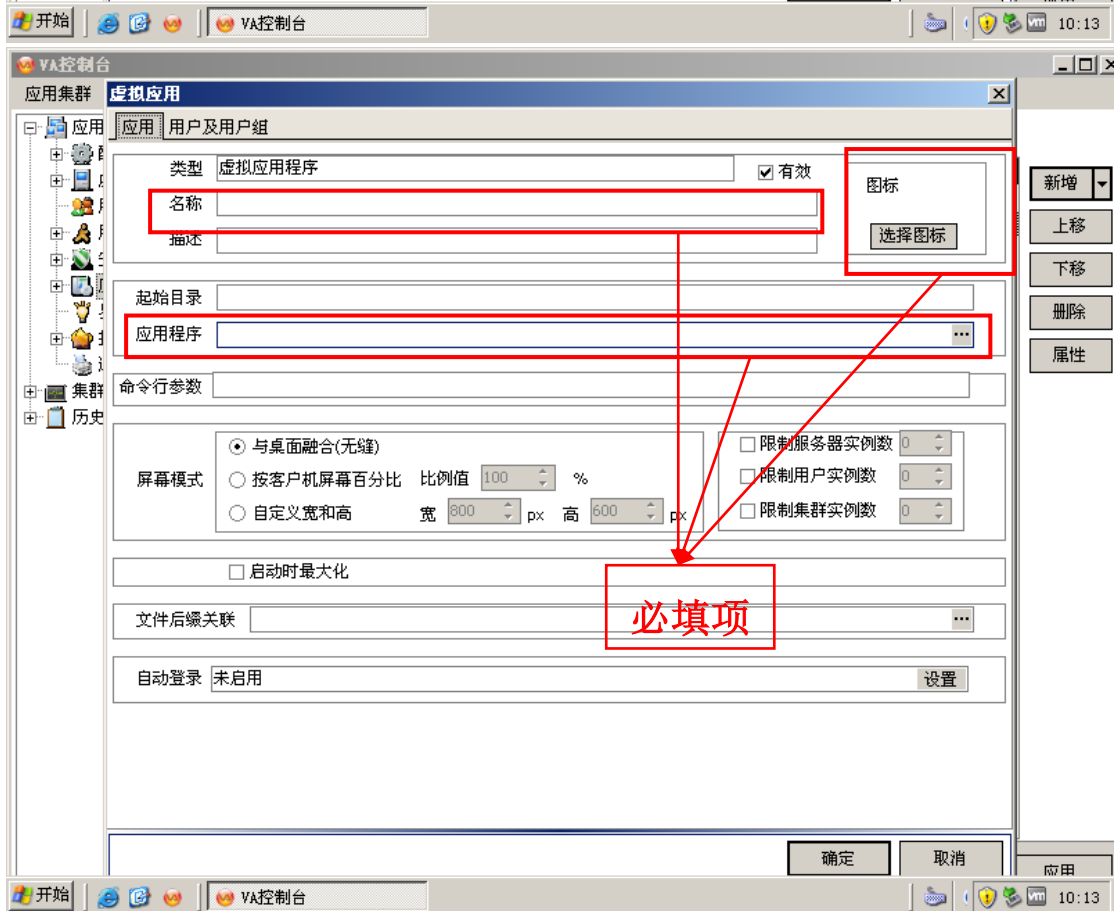 开始 VA控制台 10:13
VA控制台
应用集群 虚拟应用
应用 应用 用户及用户组
类型 虚拟应用程序 有效
图标
新增
名称
上移
描述 选择图标
下移
起始目录
删除
应用程序 ...
属性
命令行参数
集群
历史
与桌面融合(无缝) 限制服务器实例数 0
屏幕模式 按客户机屏幕百分比 比例值 100 % 限制用户实例数 0
自定义宽和高 宽 800 px 高 600 px 限制集群实例数 0
启动时最大化
必填项
文件后缀关联 ...
自动登录 未启用 设置
确定 取消
应用
开始 VA控制台 10:13